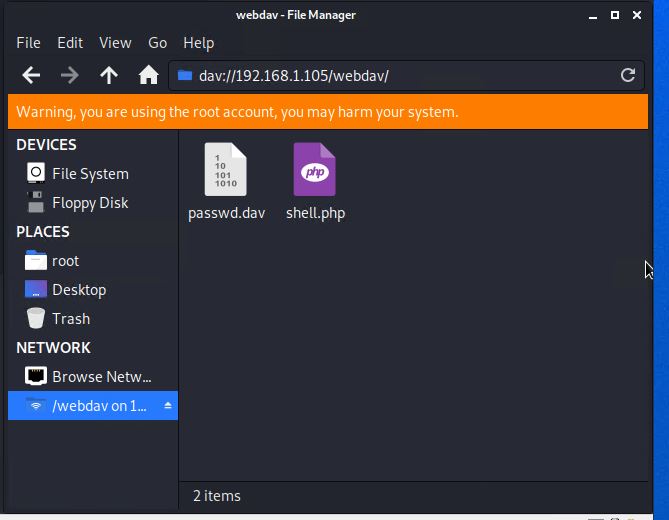 webdav - File Manager
File Edit View Go Help
dav://192.168.1.105/webdav/
Warning, you are using the root account, you may harm your system.
DEVICES
File System
Floppy Disk
PLACES
root
Desktop
Trash
NETWORK
Browse Netw...
/webdav on 1...
1
10
101
1010
passwd.dav
php
shell.php
2 items